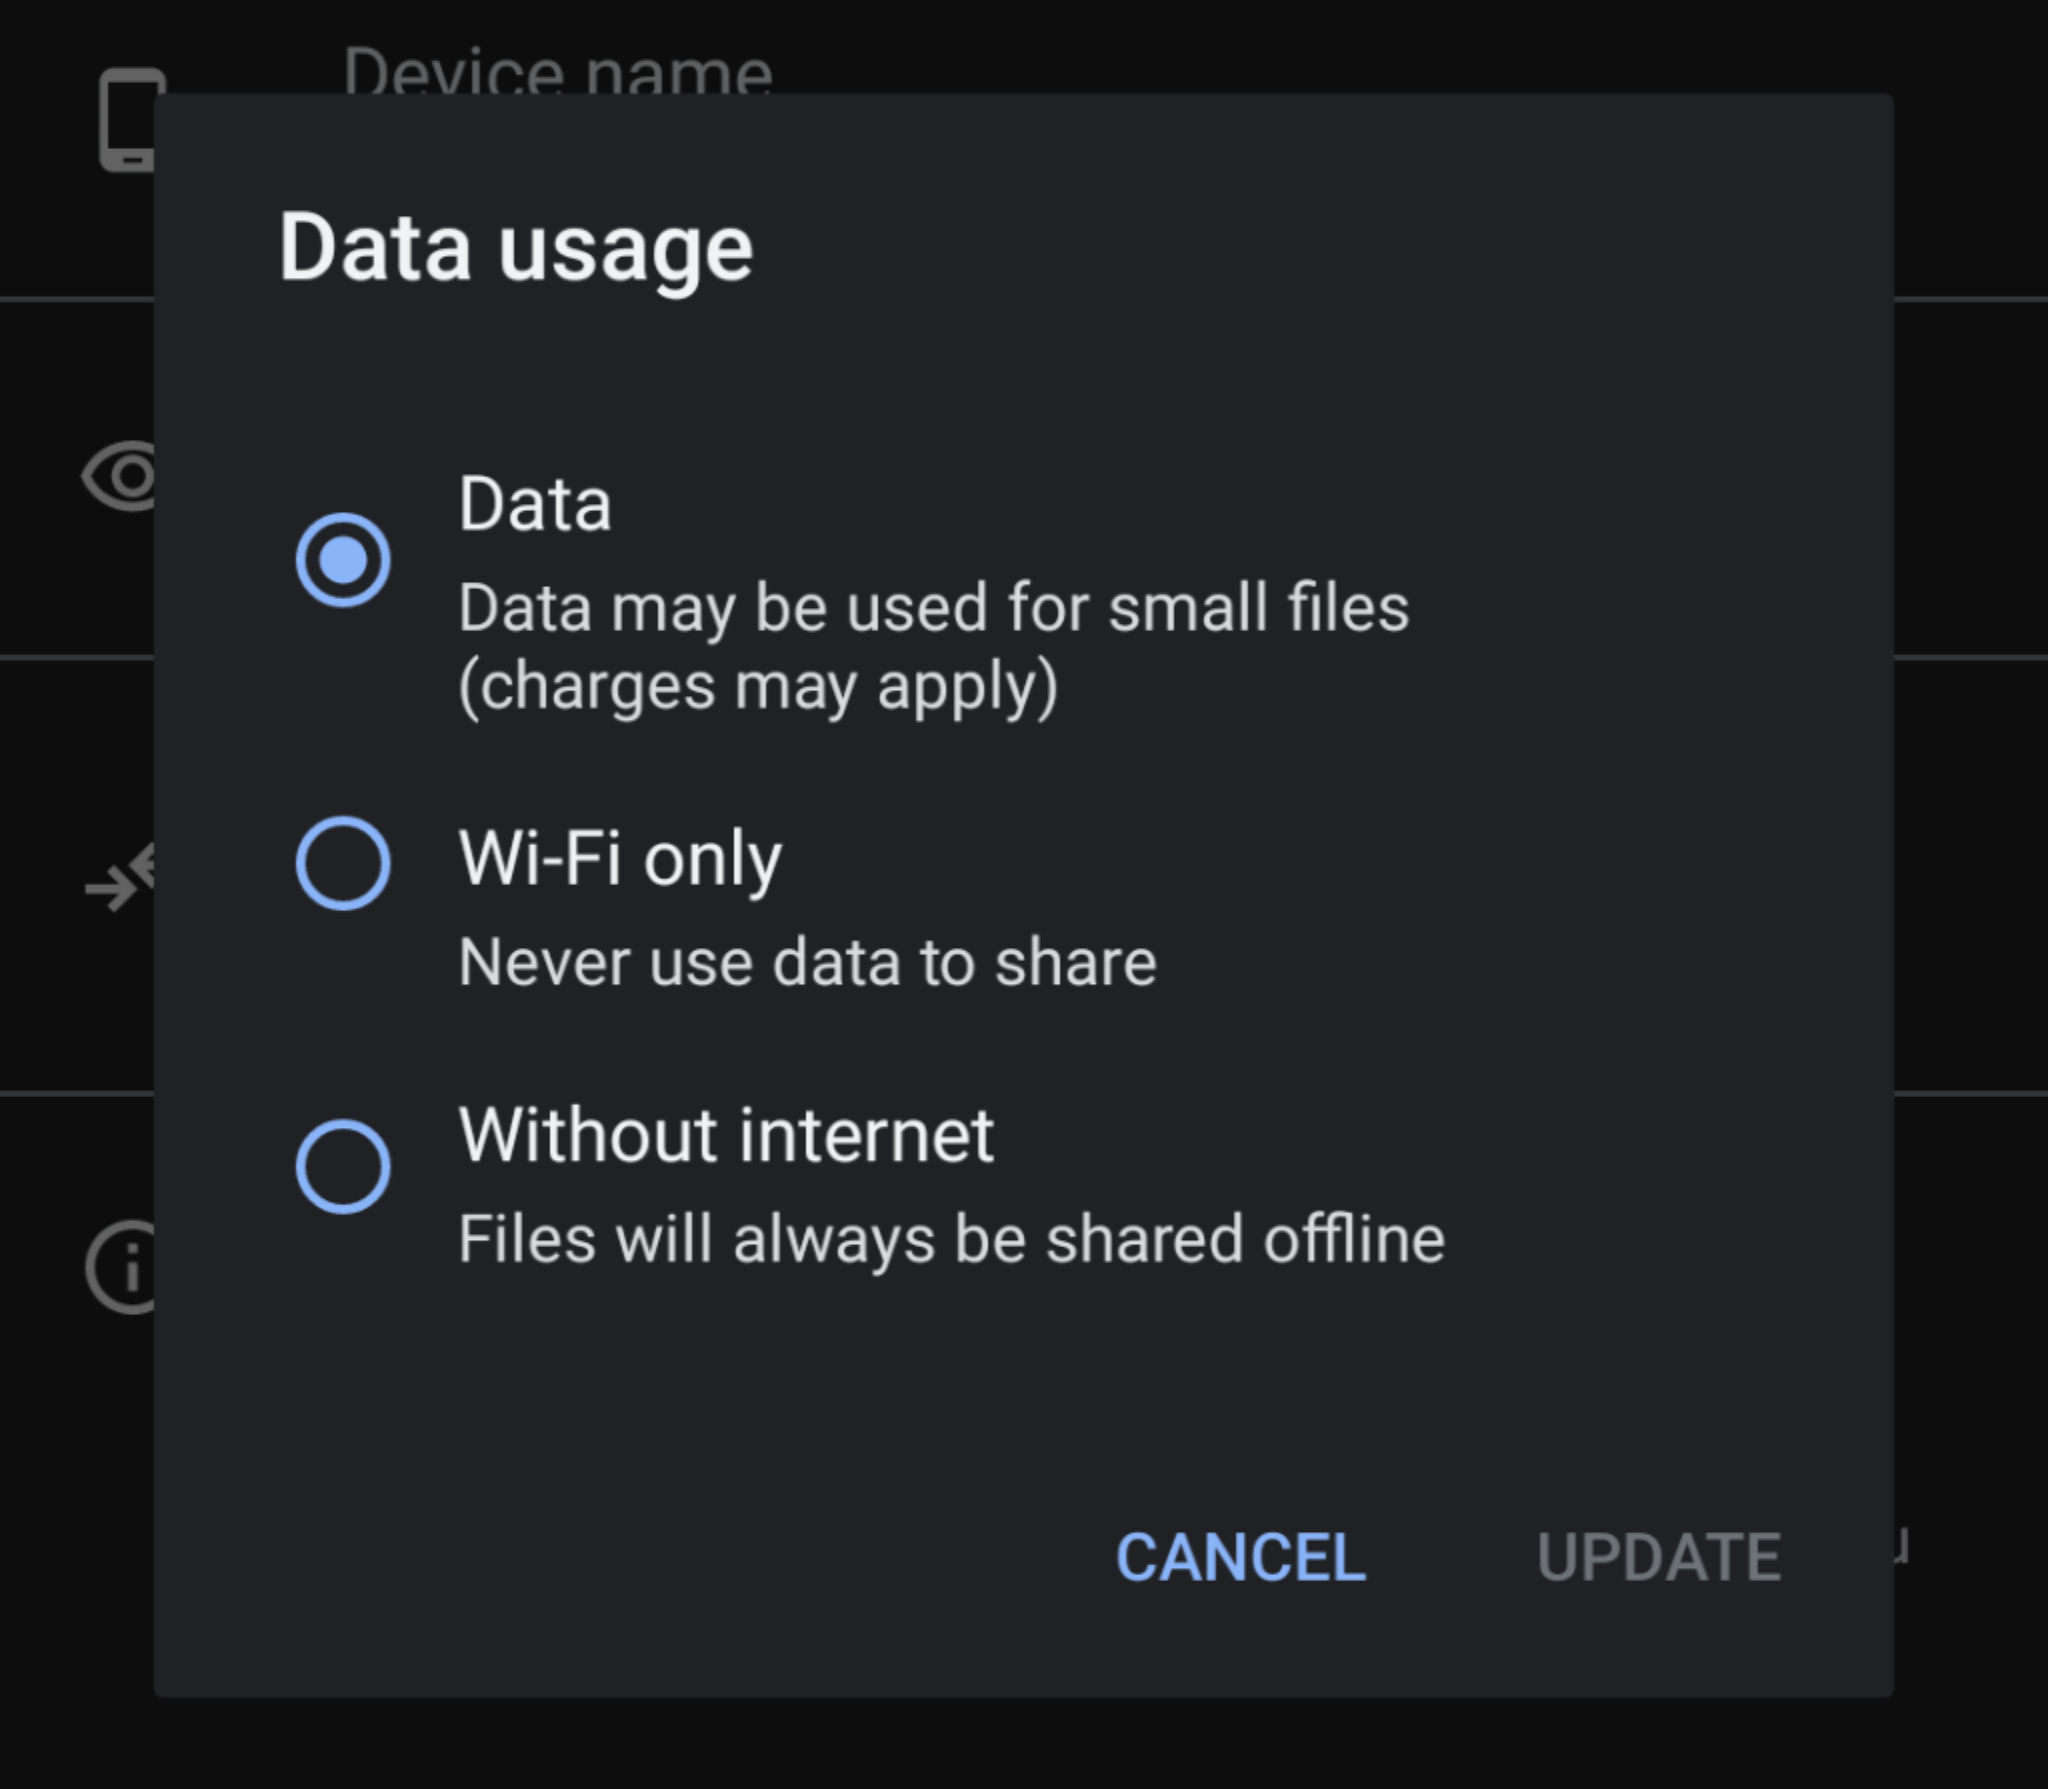 Device name
Data usage
Data
Data may be used for small files
(charges may apply)
Wi-Fi only
Never use data to share
Without internet
Files will always be shared offline
CANCEL UPDATE